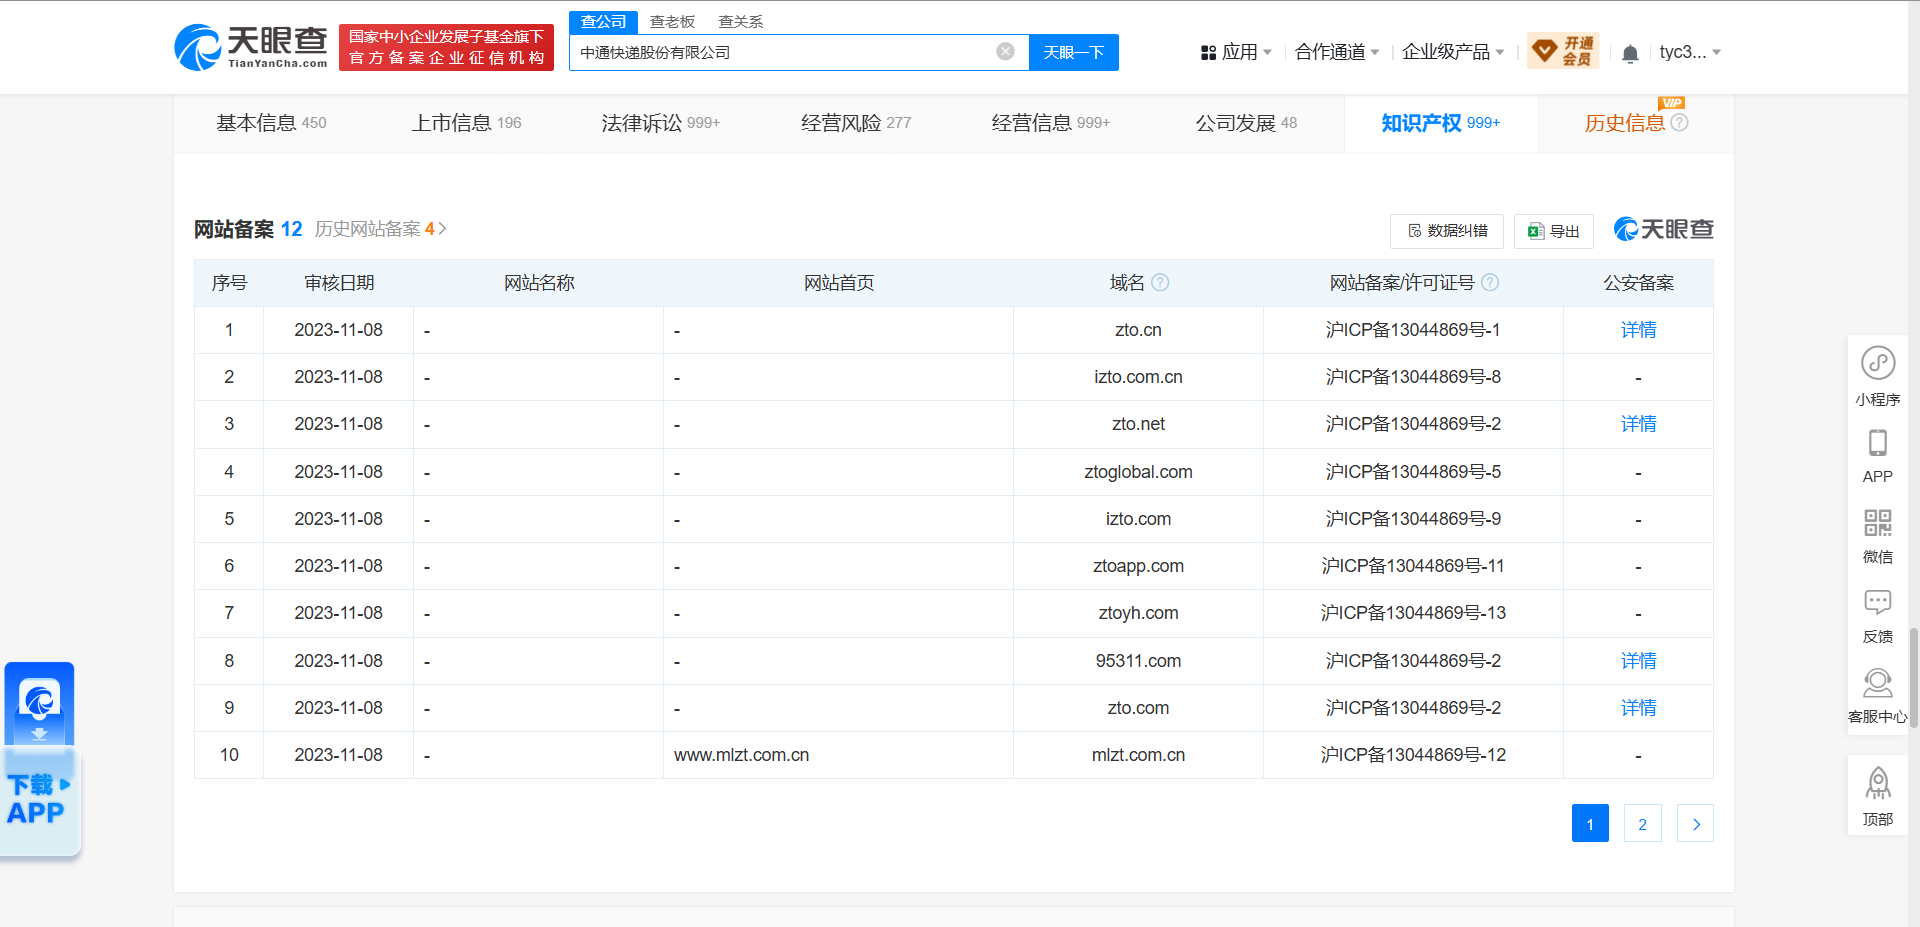 天眼查
TianYanCha.com
国家中小企业发展子基金旗下
官方备案企业征信机构
查公司 查老板 查关系
中通快递股份有限公司
天眼一下
应用 合作通道 企业级产品 开通会员 tyc3...
基本信息 450 上市信息 196 法律诉讼 999+ 经营风险 277 经营信息 999+ 公司发展 48 知识产权 999+ 历史信息 VIP
网站备案 12 历史网站备案 4
数据纠错 导出 天眼查
序号 审核日期 网站名称 网站首页 域名 网站备案/许可证号 公安备案
1 2023-11-08 - - zto.cn 沪ICP备13044869号-1 详情
2 2023-11-08 - - izto.com.cn 沪ICP备13044869号-8 -
3 2023-11-08 - - zto.net 沪ICP备13044869号-2 详情
4 2023-11-08 - - ztoglobal.com 沪ICP备13044869号-5 -
5 2023-11-08 - - izto.com 沪ICP备13044869号-9 -
6 2023-11-08 - - ztoapp.com 沪ICP备13044869号-11 -
7 2023-11-08 - - ztoyh.com 沪ICP备13044869号-13 -
8 2023-11-08 - - 95311.com 沪ICP备13044869号-2 详情
9 2023-11-08 - - zto.com 沪ICP备13044869号-2 详情
10 2023-11-08 - www.mlzt.com.cn mlzt.com.cn 沪ICP备13044869号-12 -
1 2
小程序
APP
微信
反馈
客服中心
顶部
下载
APP